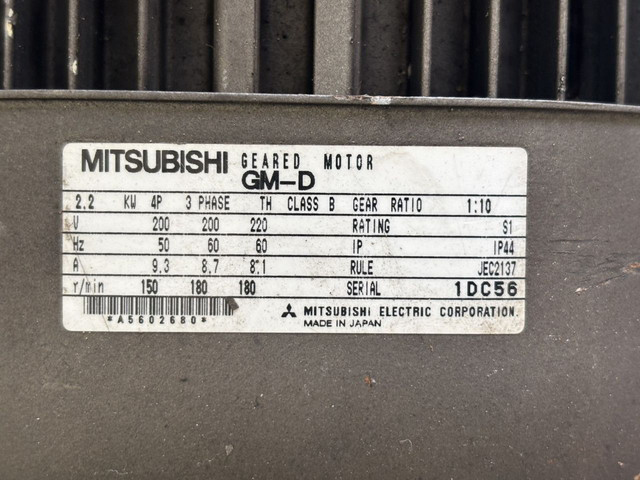 MITSUBISHI GEARED MOTOR
GM-D
2.2 KW 4P 3 PHASE TH CLASS B GEAR RATIO 1:10
V 200 200 220 RATING S1
Hz 50 60 60 IP IP44
A 9.3 8.7 8.1 RULE JEC2137
r/min 150 180 180 SERIAL 1DC56
*A5602680*
MITSUBISHI ELECTRIC CORPORATION.
MADE IN JAPAN